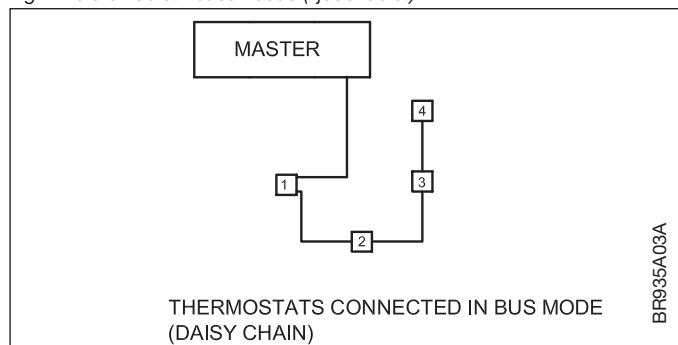 MASTER
4
1
3
2
THERMOSTATS CONNECTED IN BUS MODE
(DAISY CHAIN)
BR935A03A